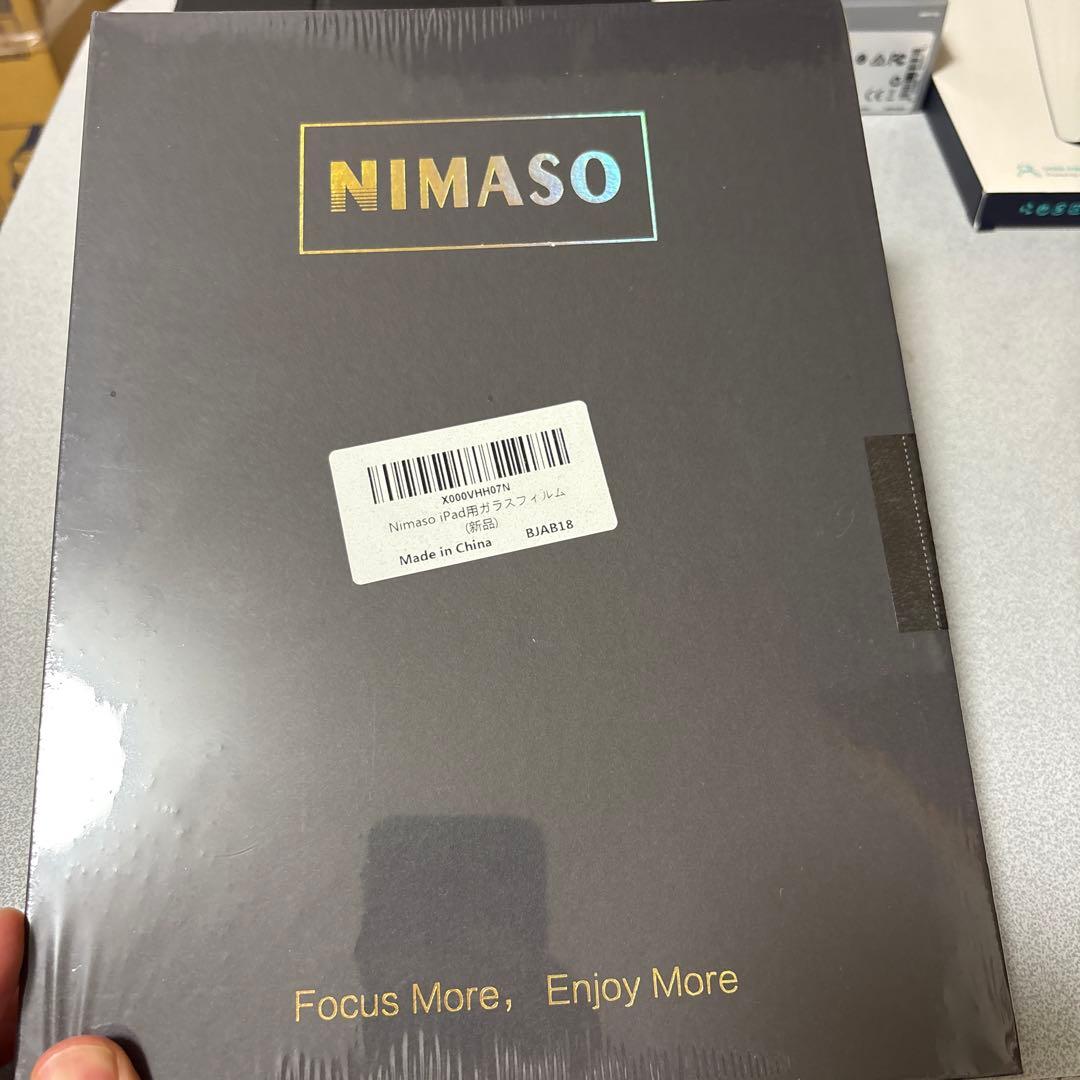 NIMASO
X000VHH07N
Nimaso iPad用ガラスフィルム
(新品)
Made in China BJAB18
Focus More, Enjoy More